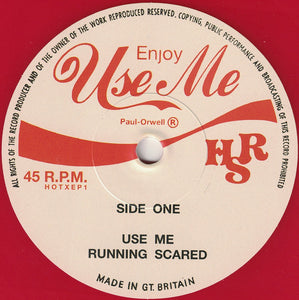 ALL RIGHTS OF THE RECORD PRODUCER AND OF THE OWNER OF THE WORK REPRODUCED RESERVED. COPYING, PUBLIC PERFORMANCE AND BROADCASTING OF THIS RECORD PROHIBITED
Enjoy
Use Me
Paul-Orwell ®
HSR
45 R.P.M.
HOTXEP1
SIDE ONE
USE ME
RUNNING SCARED
MADE IN GT. BRITAIN